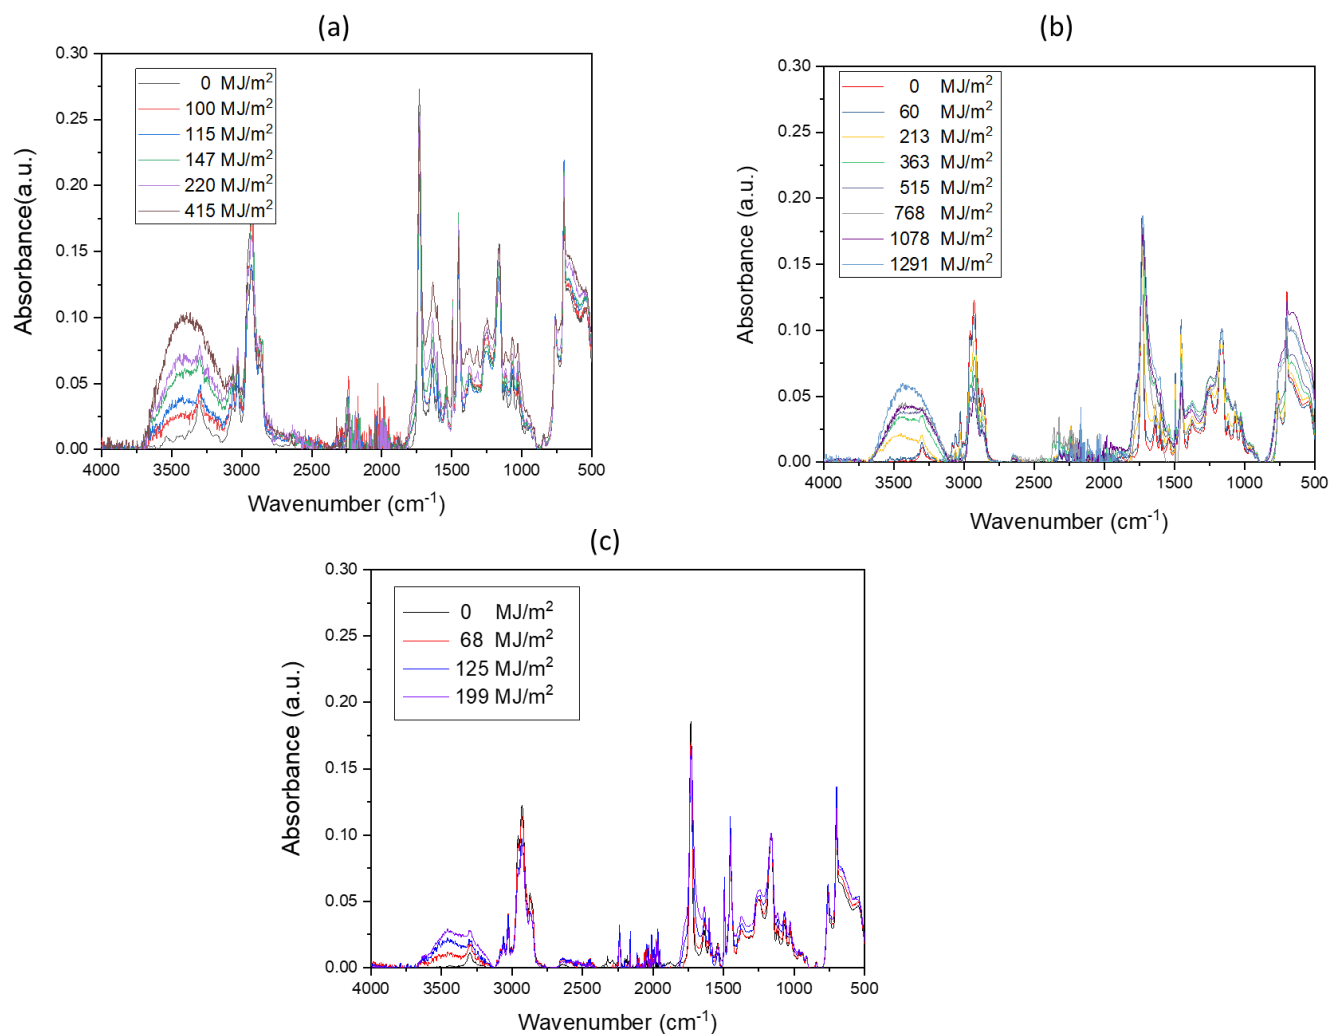 (a)
0.30
0.25
0.20
0.15
0.10
0.05
0.00
Absorbance(a.u.)
0 MJ/m²
100 MJ/m²
115 MJ/m²
147 MJ/m²
220 MJ/m²
415 MJ/m²
4000 3500 3000 2500 2000 1500 1000 500
Wavenumber (cm⁻¹)
(b)
0.30
0.25
0.20
0.15
0.10
0.05
0.00
Absorbance (a.u.)
0 MJ/m²
60 MJ/m²
213 MJ/m²
363 MJ/m²
515 MJ/m²
768 MJ/m²
1078 MJ/m²
1291 MJ/m²
4000 3500 3000 2500 2000 1500 1000 500
Wavenumber (cm⁻¹)
(c)
0.30
0.25
0.20
0.15
0.10
0.05
0.00
Absorbance (a.u.)
0 MJ/m²
68 MJ/m²
125 MJ/m²
199 MJ/m²
4000 3500 3000 2500 2000 1500 1000 500
Wavenumber (cm⁻¹)